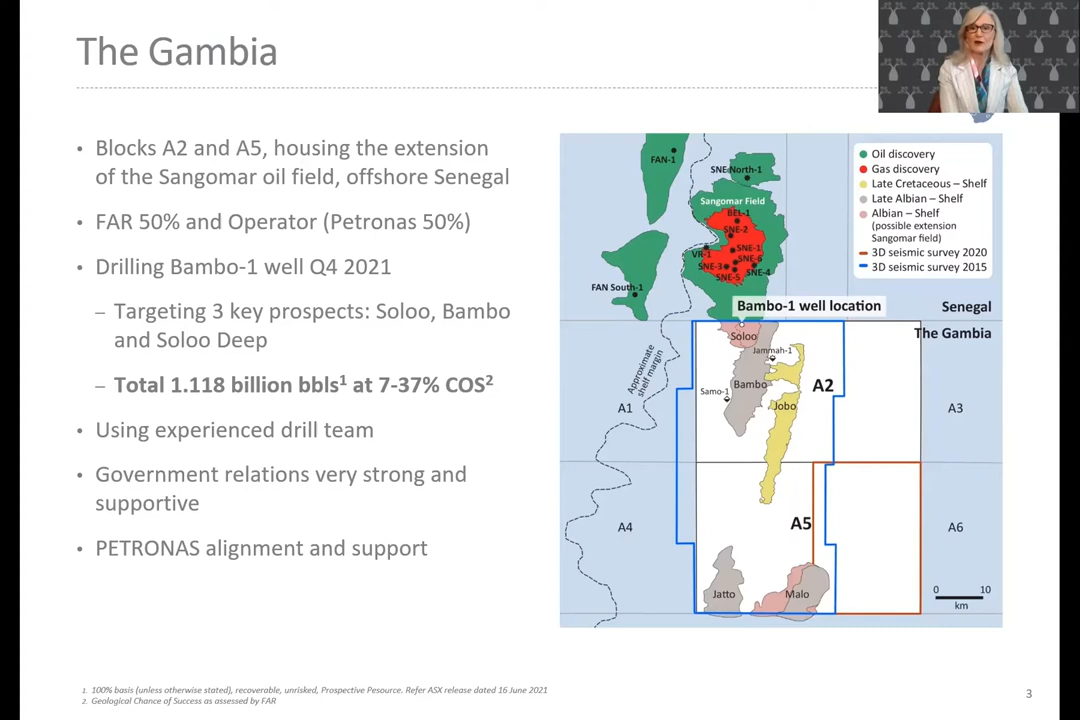 The Gambia
• Blocks A2 and A5, housing the extension
of the Sangomar oil field, offshore Senegal
• FAR 50% and Operator (Petronas 50%)
• Drilling Bambo-1 well Q4 2021
– Targeting 3 key prospects: Soloo, Bambo
and Soloo Deep
– Total 1.118 billion bbls1 at 7-37% COS2
• Using experienced drill team
• Government relations very strong and
supportive
• PETRONAS alignment and support
FAN-1
SNE North-1
Sangomar Field
BEL-1
SNE-2
VR-1
SNE-1
SNE-6
SNE-3
SNE-4
SNE-5
FAN South-1
Oil discovery
Gas discovery
Late Cretaceous – Shelf
Late Albian – Shelf
Albian – Shelf
(possible extension
Sangomar field)
3D seismic survey 2020
3D seismic survey 2015
Bambo-1 well location
Senegal
The Gambia
Soloo
Jammah-1
Approximate
shelf margin
Samo-1
Bambo
A2
Jobo
A1
A3
A4
A5
A6
Jatto
Malo
0 10
km
1. 100% basis (unless otherwise stated), recoverable, unrisked, Prospective Pesource. Refer ASX release dated 16 June 2021
2. Geological Chance of Success as assessed by FAR
3